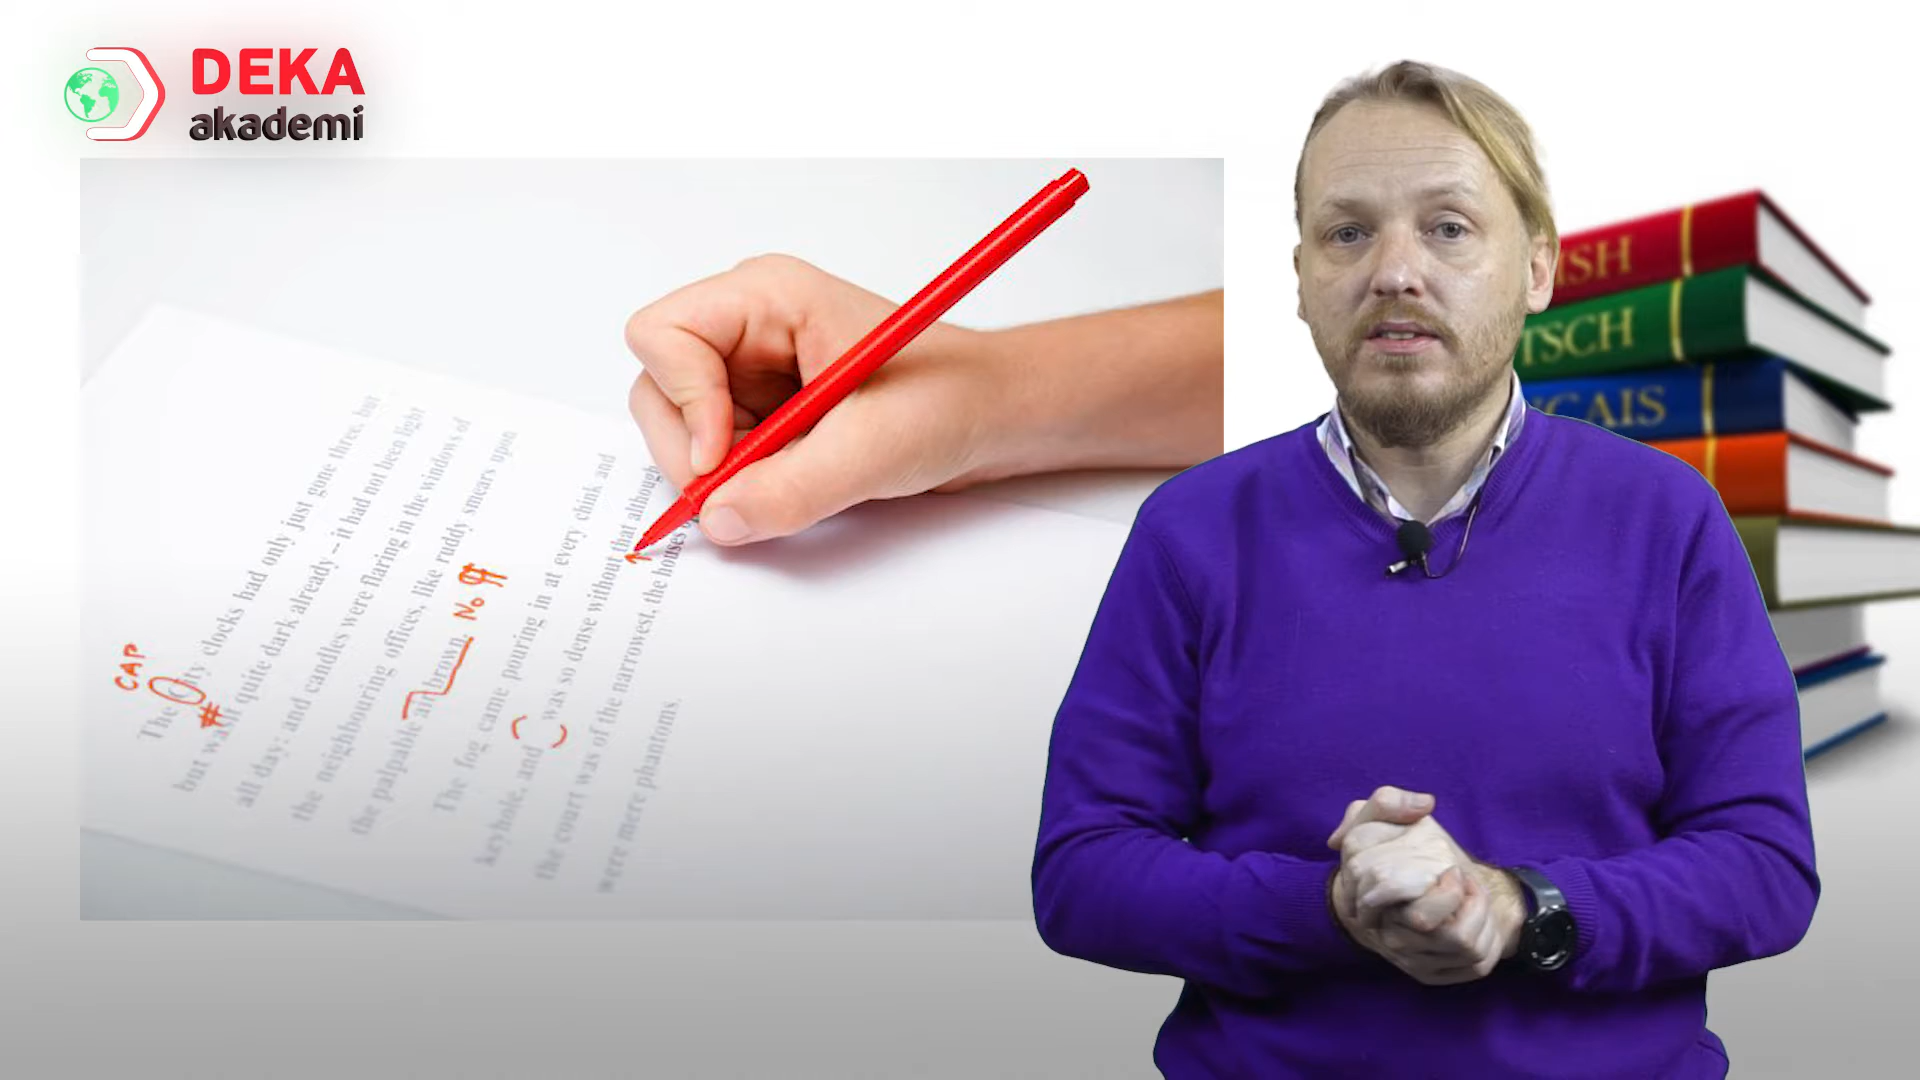 DEKA
akademi
ISH
TSCH
ÇAIS
CAP
The City clocks had only just gone three, but
#
but wasit quite dark already – it had not been light
all day: and candles were flaring in the windows of
the neighbouring offices, like ruddy smears upon
the palpable air brown. No ¶
The fog came pouring in at every chink and
keyhole, and was so dense without that although
the court was of the narrowest, the houses
were mere phantoms.